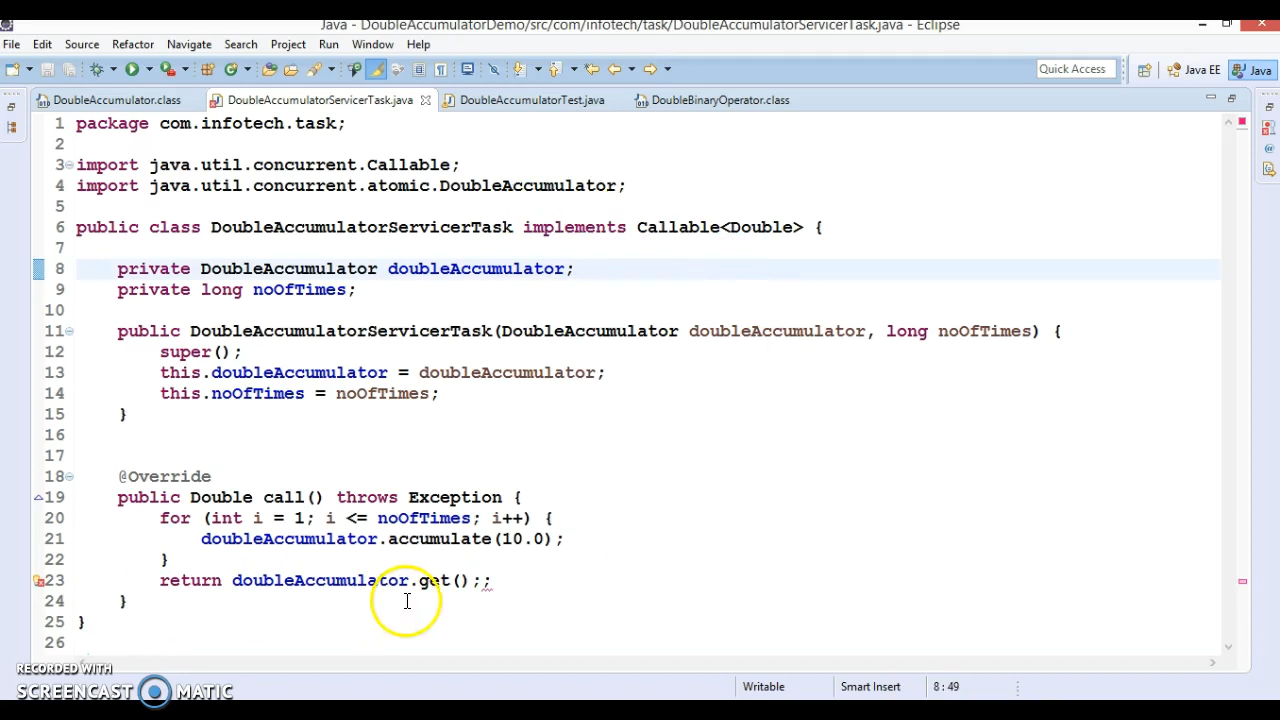 Java - DoubleAccumulatorDemo/src/com/infotech/task/DoubleAccumulatorServicerTask.java - Eclipse
File Edit Source Refactor Navigate Search Project Run Window Help
Quick Access Java EE Java
DoubleAccumulator.class DoubleAccumulatorServicerTask.java DoubleAccumulatorTest.java DoubleBinaryOperator.class
1 package com.infotech.task;
2
3 import java.util.concurrent.Callable;
4 import java.util.concurrent.atomic.DoubleAccumulator;
5
6 public class DoubleAccumulatorServicerTask implements Callable<Double> {
7
8 private DoubleAccumulator doubleAccumulator;
9 private long noOfTimes;
10
11 public DoubleAccumulatorServicerTask(DoubleAccumulator doubleAccumulator, long noOfTimes) {
12 super();
13 this.doubleAccumulator = doubleAccumulator;
14 this.noOfTimes = noOfTimes;
15 }
16
17
18 @Override
19 public Double call() throws Exception {
20 for (int i = 1; i <= noOfTimes; i++) {
21 doubleAccumulator.accumulate(10.0);
22 }
23 return doubleAccumulator.get();;
24 }
25 }
26
RECORDED WITH
SCREENCAST MATIC
Writable Smart Insert 8 : 49